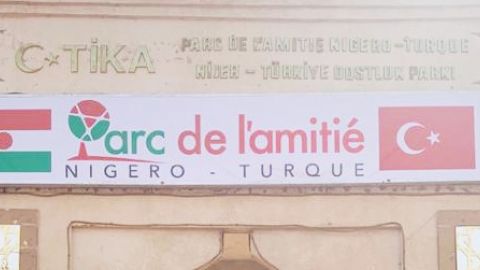 TİKA
PARC DE L'AMITIE NIGERO-TURQUE
NİJER - TÜRKİYE DOSTLUK PARKI
Parc de l'amitié
NIGERO - TURQUE